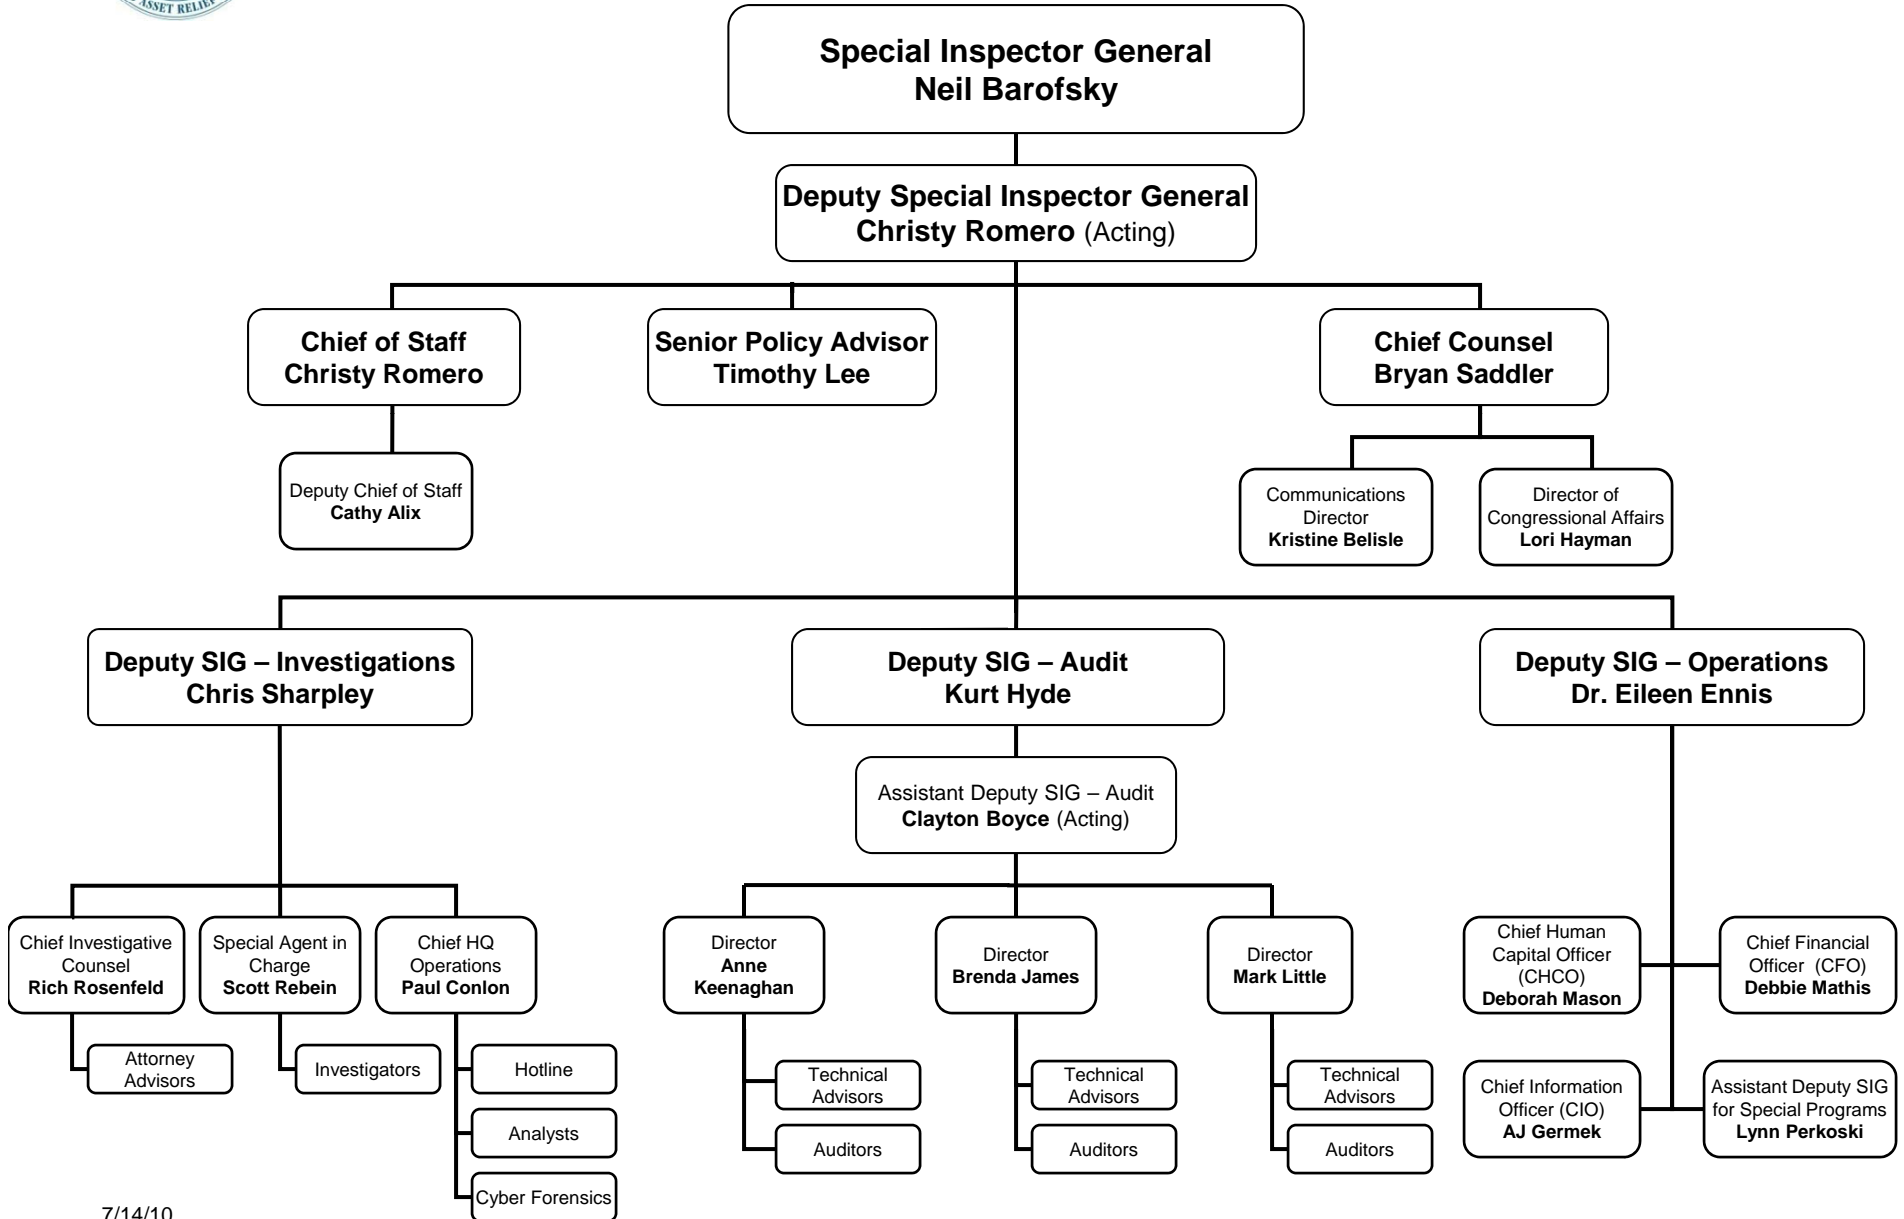 ASSET RELIEF
Special Inspector General
Neil Barofsky
Deputy Special Inspector General
Christy Romero (Acting)
Chief of Staff
Christy Romero
Senior Policy Advisor
Timothy Lee
Chief Counsel
Bryan Saddler
Deputy Chief of Staff
Cathy Alix
Communications
Director
Kristine Belisle
Director of
Congressional Affairs
Lori Hayman
Deputy SIG – Investigations
Chris Sharpley
Deputy SIG – Audit
Kurt Hyde
Deputy SIG – Operations
Dr. Eileen Ennis
Assistant Deputy SIG – Audit
Clayton Boyce (Acting)
Chief Investigative
Counsel
Rich Rosenfeld
Special Agent in
Charge
Scott Rebein
Chief HQ
Operations
Paul Conlon
Director
Anne
Keenaghan
Director
Brenda James
Director
Mark Little
Chief Human
Capital Officer
(CHCO)
Deborah Mason
Chief Financial
Officer (CFO)
Debbie Mathis
Attorney
Advisors
Investigators
Hotline
Analysts
Cyber Forensics
Technical
Advisors
Auditors
Technical
Advisors
Auditors
Technical
Advisors
Auditors
Chief Information
Officer (CIO)
AJ Germek
Assistant Deputy SIG
for Special Programs
Lynn Perkoski
7/14/10